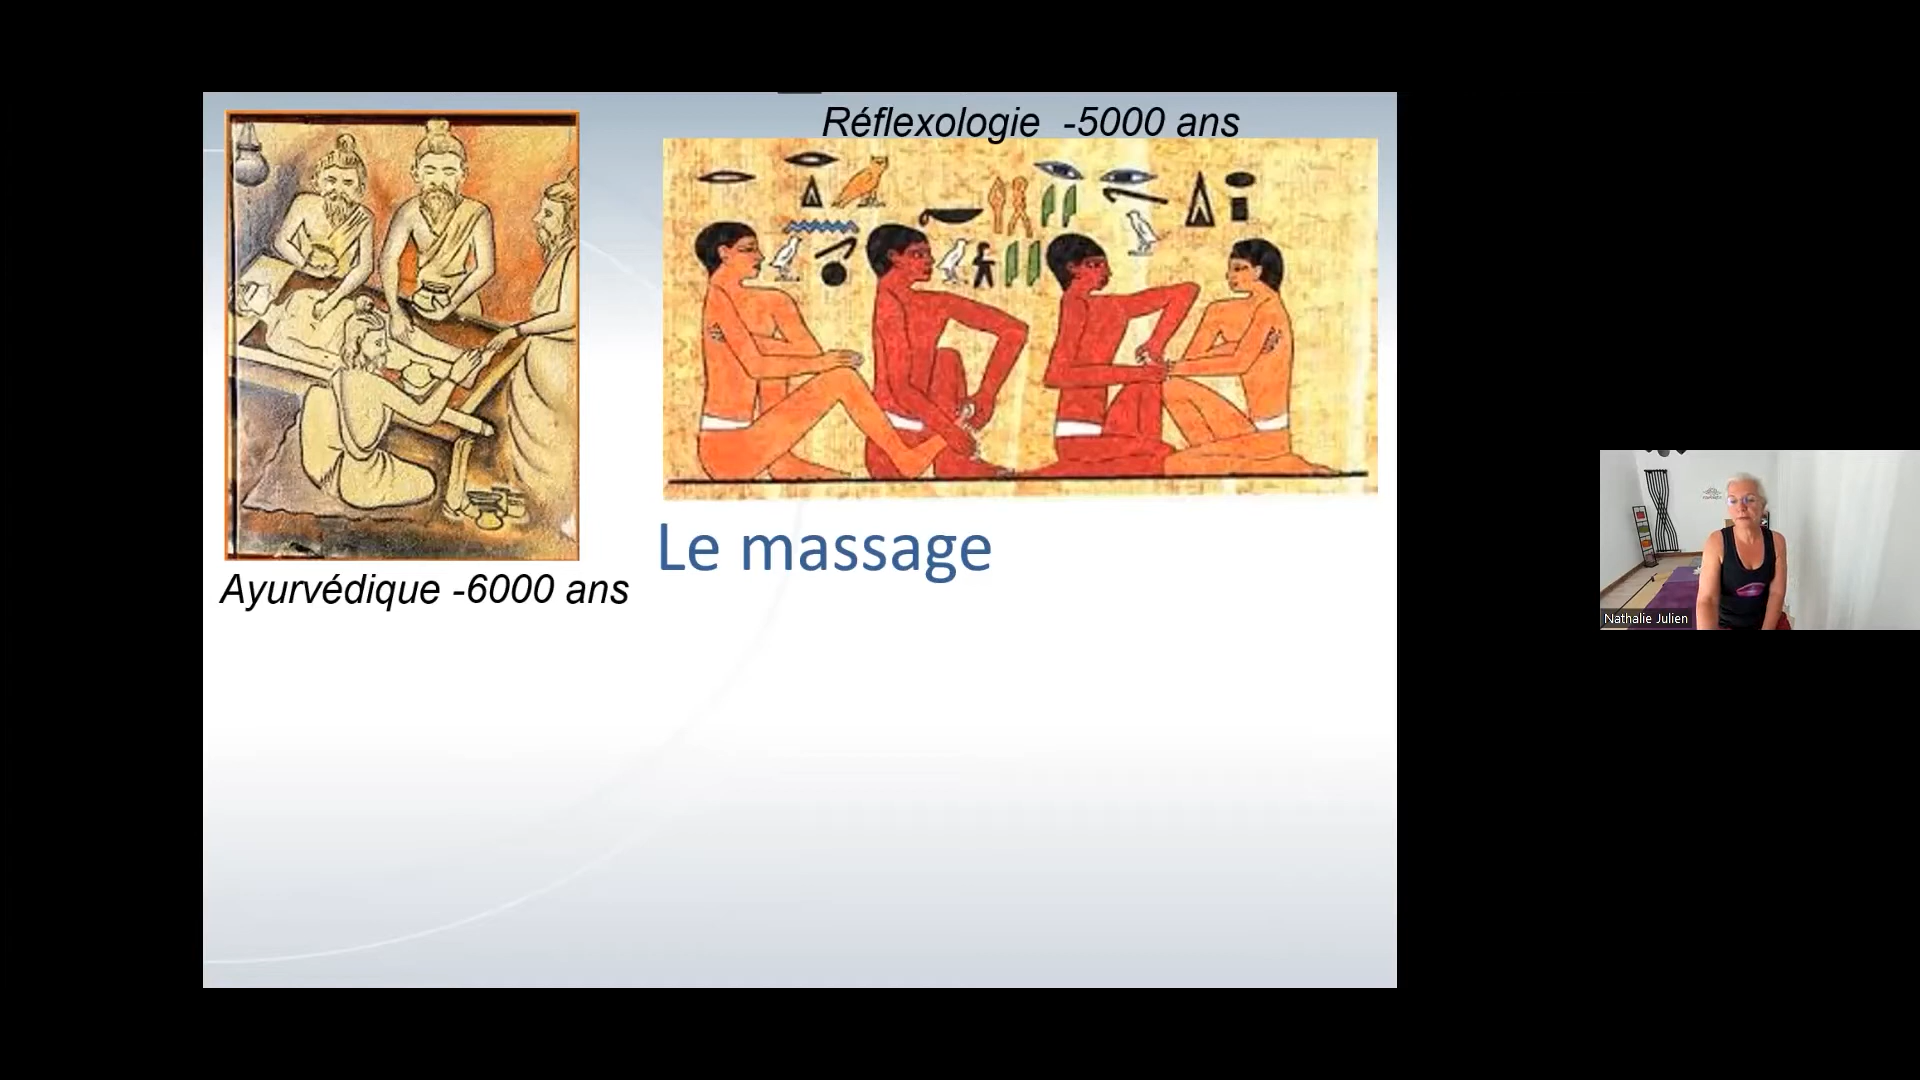 Réflexologie -5000 ans
Le massage
Ayurvédique -6000 ans
Nathalie Julien